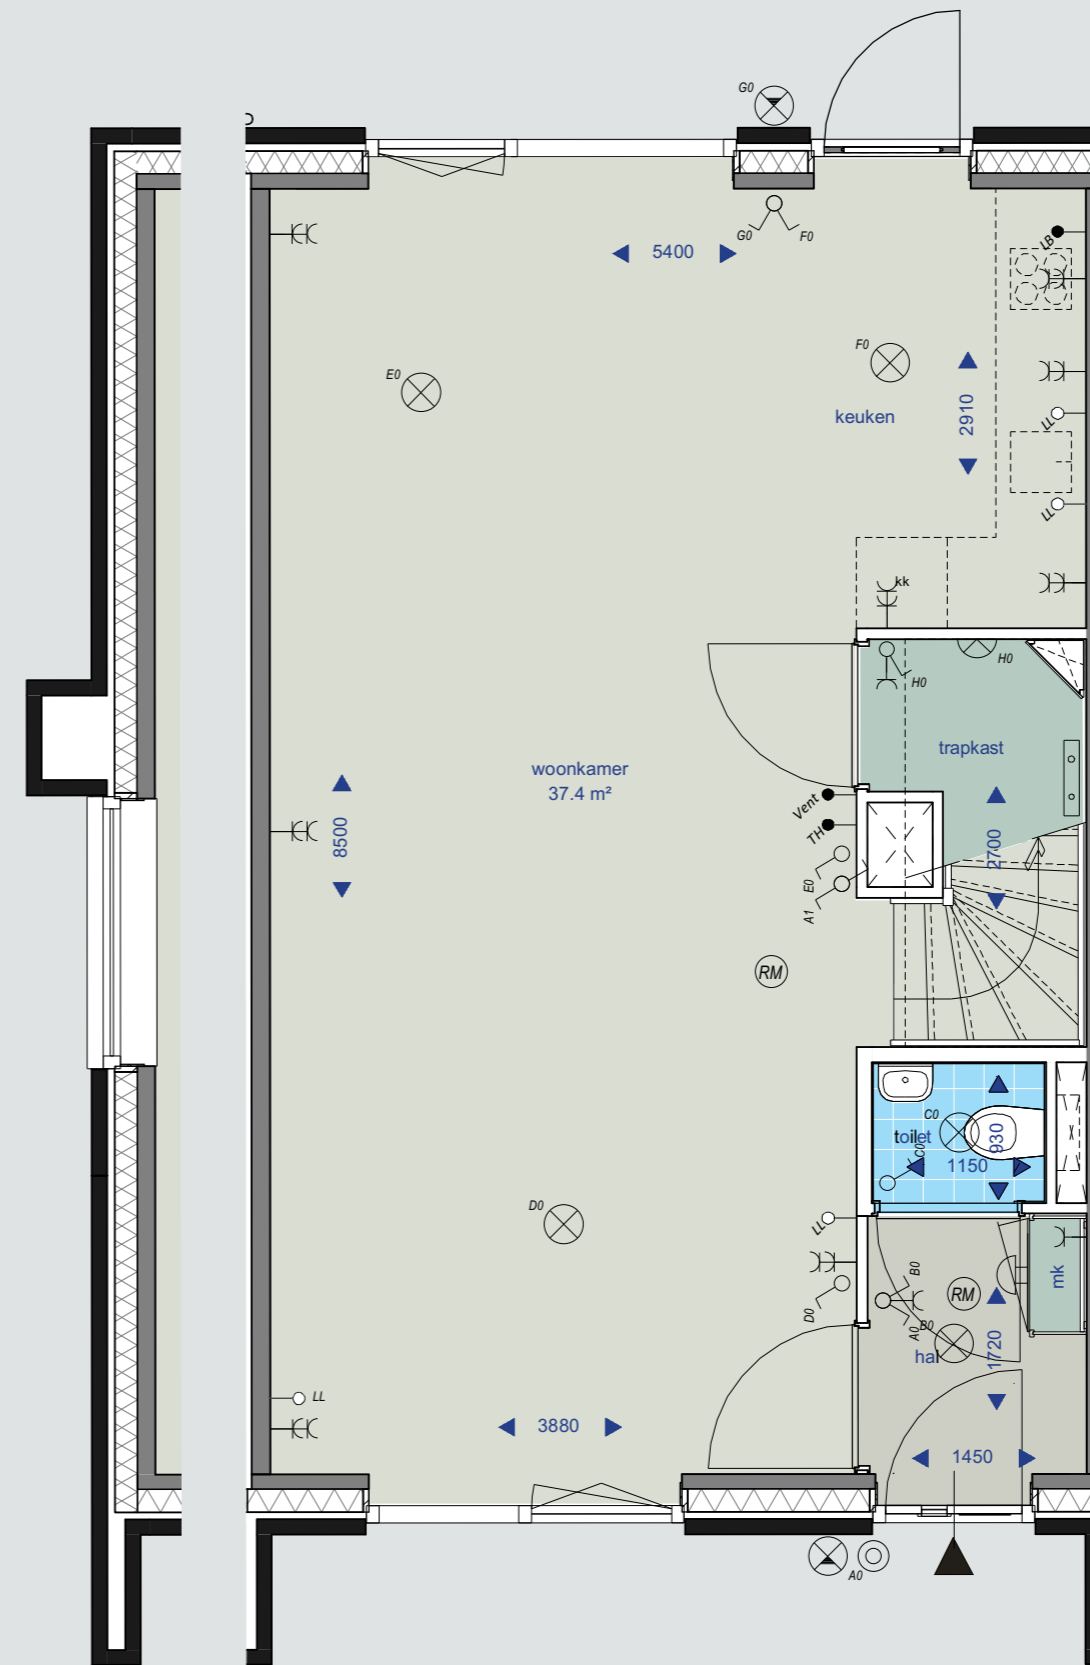 G0
G0
F0
5400
LB
E0
F0
keuken
2910
LL
LL
kk
H0
H0
trapkast
woonkamer
37.4 m²
Vent
TH
8500
2700
E0
A1
RM
C0
toilet
930
C0
1150
D0
LL
B0
mk
RM
D0
A0
B0
hal
1720
LL
3880
1450
A0